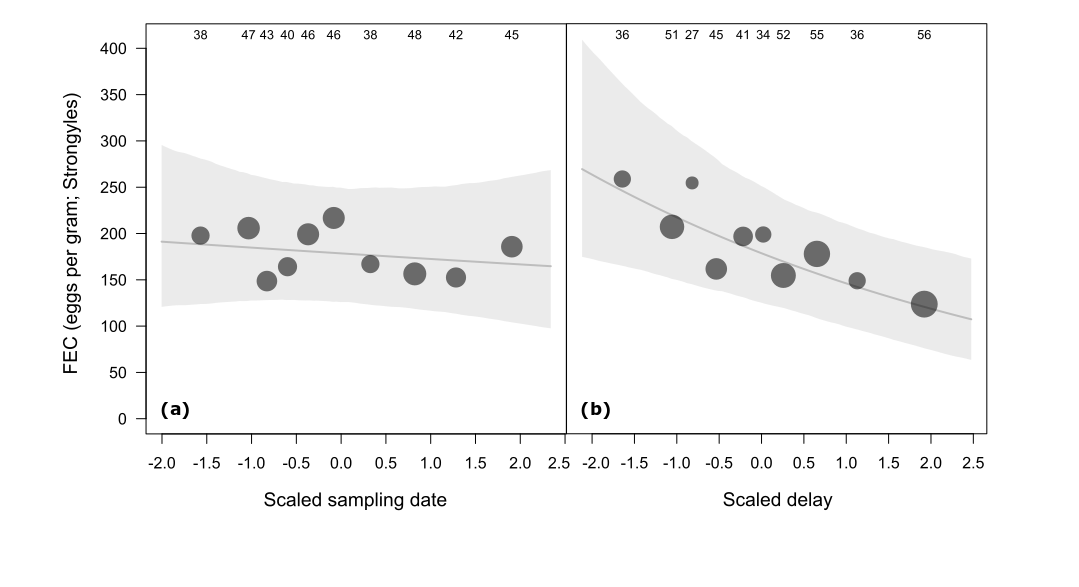 38 47 43 40 46 46 38 48 42 45
36 51 27 45 41 34 52 55 36 56
400
350
300
250
200
150
100
50
0
FEC (eggs per gram; Strongyles)
(a)
(b)
-2.0 -1.5 -1.0 -0.5 0.0 0.5 1.0 1.5 2.0 2.5
-2.0 -1.5 -1.0 -0.5 0.0 0.5 1.0 1.5 2.0 2.5
Scaled sampling date
Scaled delay